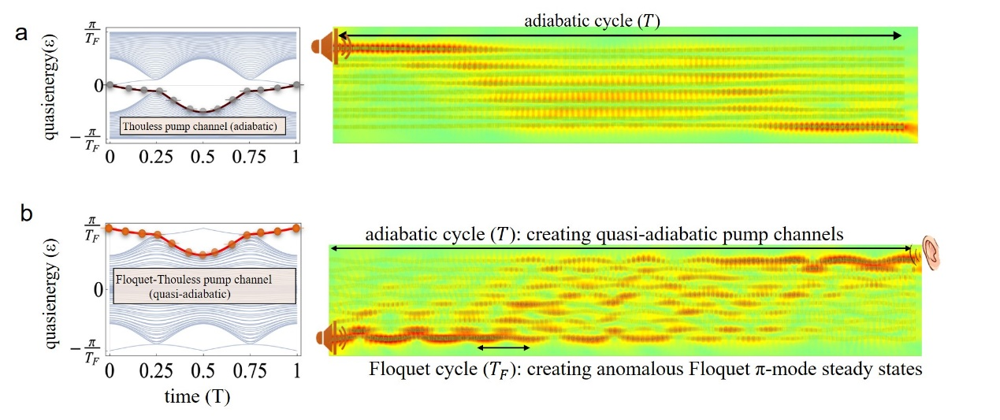 a
adiabatic cycle (T)
quasienergy(ε)
π/T_F
0
−π/T_F
Thouless pump channel (adiabatic)
0 0.25 0.5 0.75 1
b
adiabatic cycle (T): creating quasi-adiabatic pump channels
quasienergy (ε)
π/T_F
0
−π/T_F
Floquet-Thouless pump channel
(quasi-adiabatic)
0 0.25 0.5 0.75 1
time (T)
Floquet cycle (T_F): creating anomalous Floquet π-mode steady states